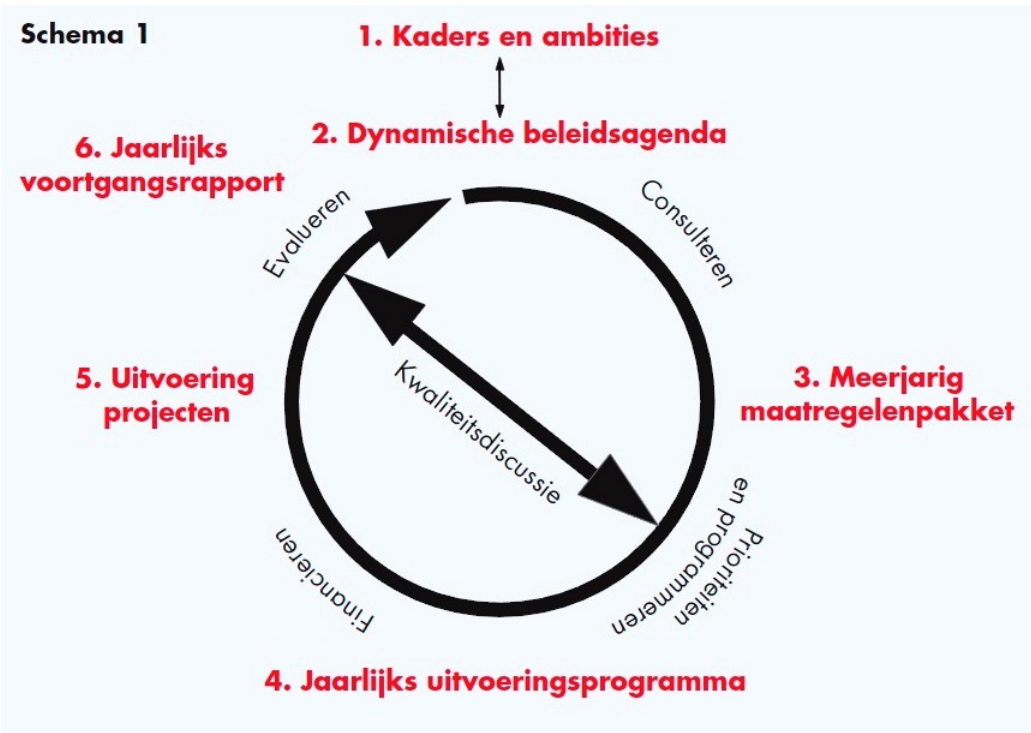 Schema 1
1. Kaders en ambities
2. Dynamische beleidsagenda
6. Jaarlijks
voortgangsrapport
Evalueren
Consulteren
5. Uitvoering
projecten
Kwaliteitsdiscussie
3. Meerjarig
maatregelenpakket
Financieren
Prioriteiten
en programmeren
4. Jaarlijks uitvoeringsprogramma